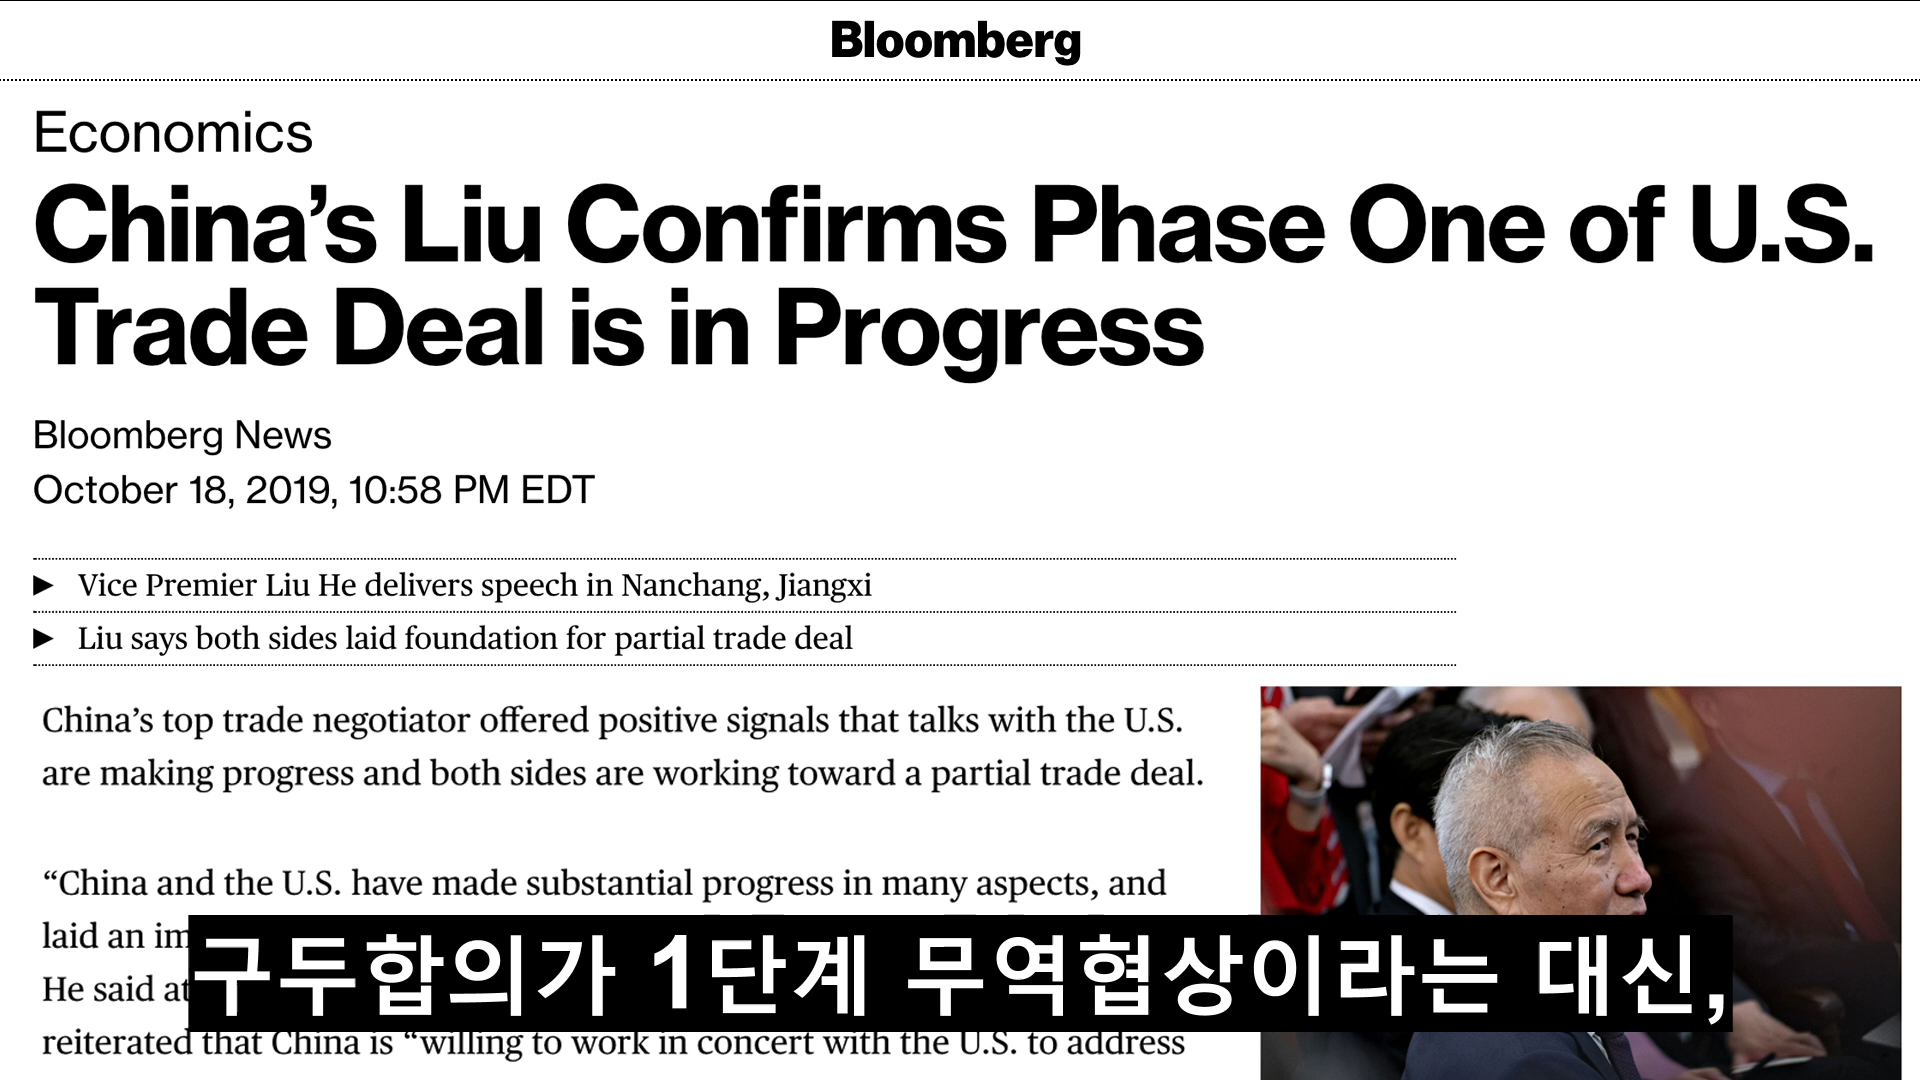 Bloomberg
Economics
China’s Liu Confirms Phase One of U.S.
Trade Deal is in Progress
Bloomberg News
October 18, 2019, 10:58 PM EDT
▶ Vice Premier Liu He delivers speech in Nanchang, Jiangxi
▶ Liu says both sides laid foundation for partial trade deal
China’s top trade negotiator offered positive signals that talks with the U.S.
are making progress and both sides are working toward a partial trade deal.
“China and the U.S. have made substantial progress in many aspects, and
laid an
He said
구두합의가 1단계 무역협상이라는 대신,
reiterated that China is “willing to work in concert with the U.S. to address